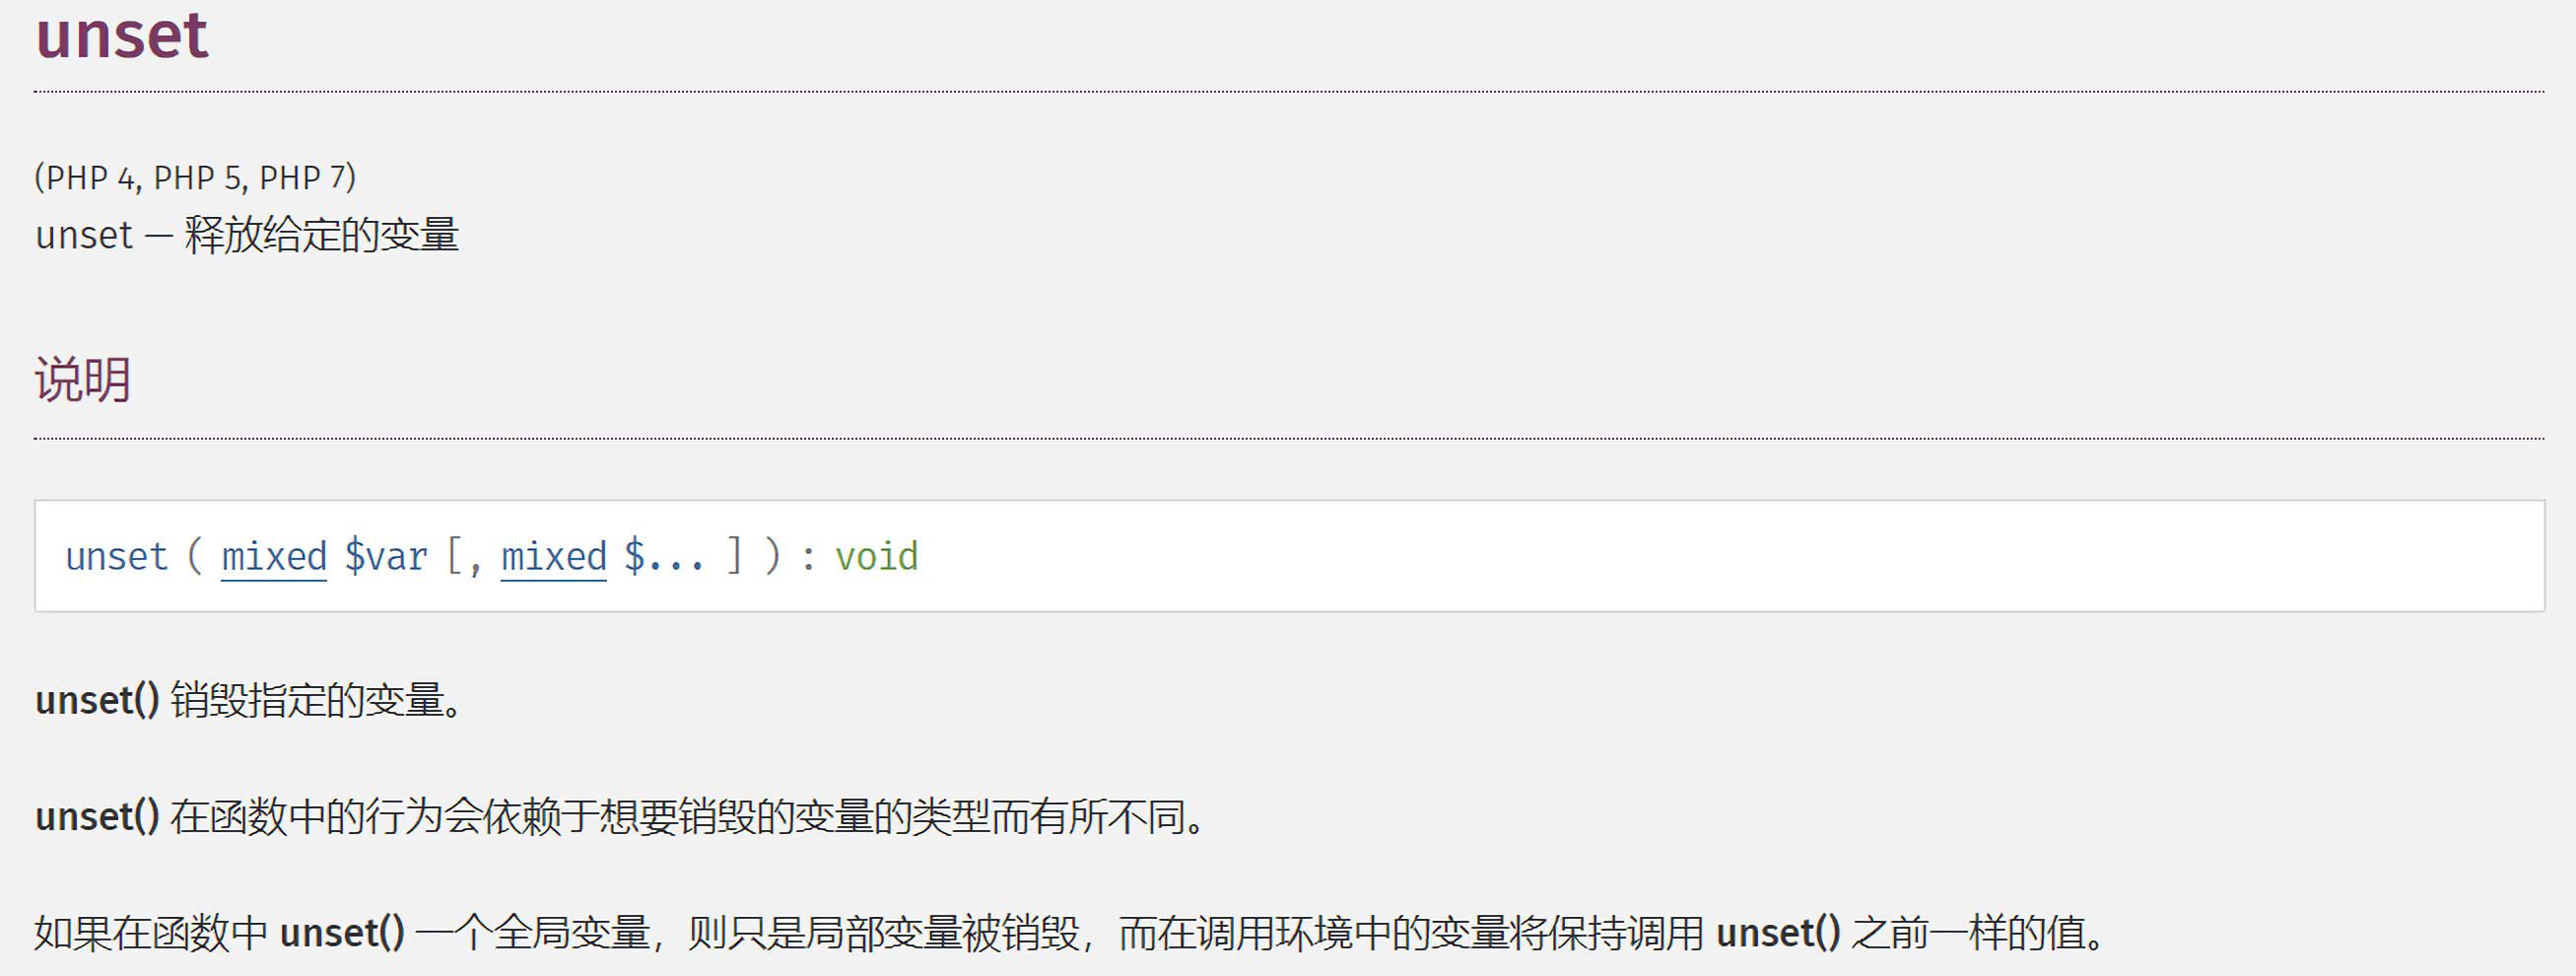 unset
(PHP 4, PHP 5, PHP 7)
unset — 释放给定的变量
说明
unset ( mixed $var [, mixed $... ] ) : void
unset() 销毁指定的变量。
unset() 在函数中的行为会依赖于想要销毁的变量的类型而有所不同。
如果在函数中 unset() 一个全局变量，则只是局部变量被销毁，而在调用环境中的变量将保持调用 unset() 之前一样的值。